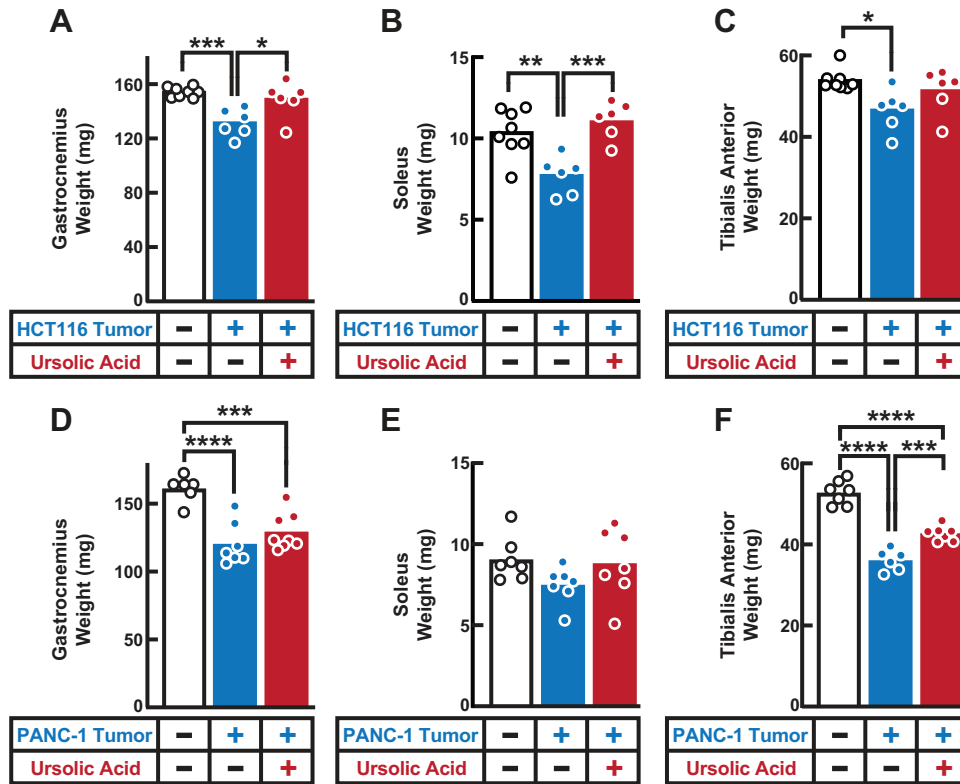 A
Gastrocnemius
Weight (mg)
160
120
80
40
0
*** *
HCT116 Tumor − + +
Ursolic Acid − − +
B
Soleus
Weight (mg)
15
10
5
0
** ***
HCT116 Tumor − + +
Ursolic Acid − − +
C
Tibialis Anterior
Weight (mg)
60
40
20
0
*
HCT116 Tumor − + +
Ursolic Acid − − +
D
Gastrocnemius
Weight (mg)
150
100
50
0
***
****
PANC-1 Tumor − + +
Ursolic Acid − − +
E
Soleus
Weight (mg)
15
10
5
0
PANC-1 Tumor − + +
Ursolic Acid − − +
F
Tibialis Anterior
Weight (mg)
60
40
20
0
****
**** ***
PANC-1 Tumor − + +
Ursolic Acid − − +